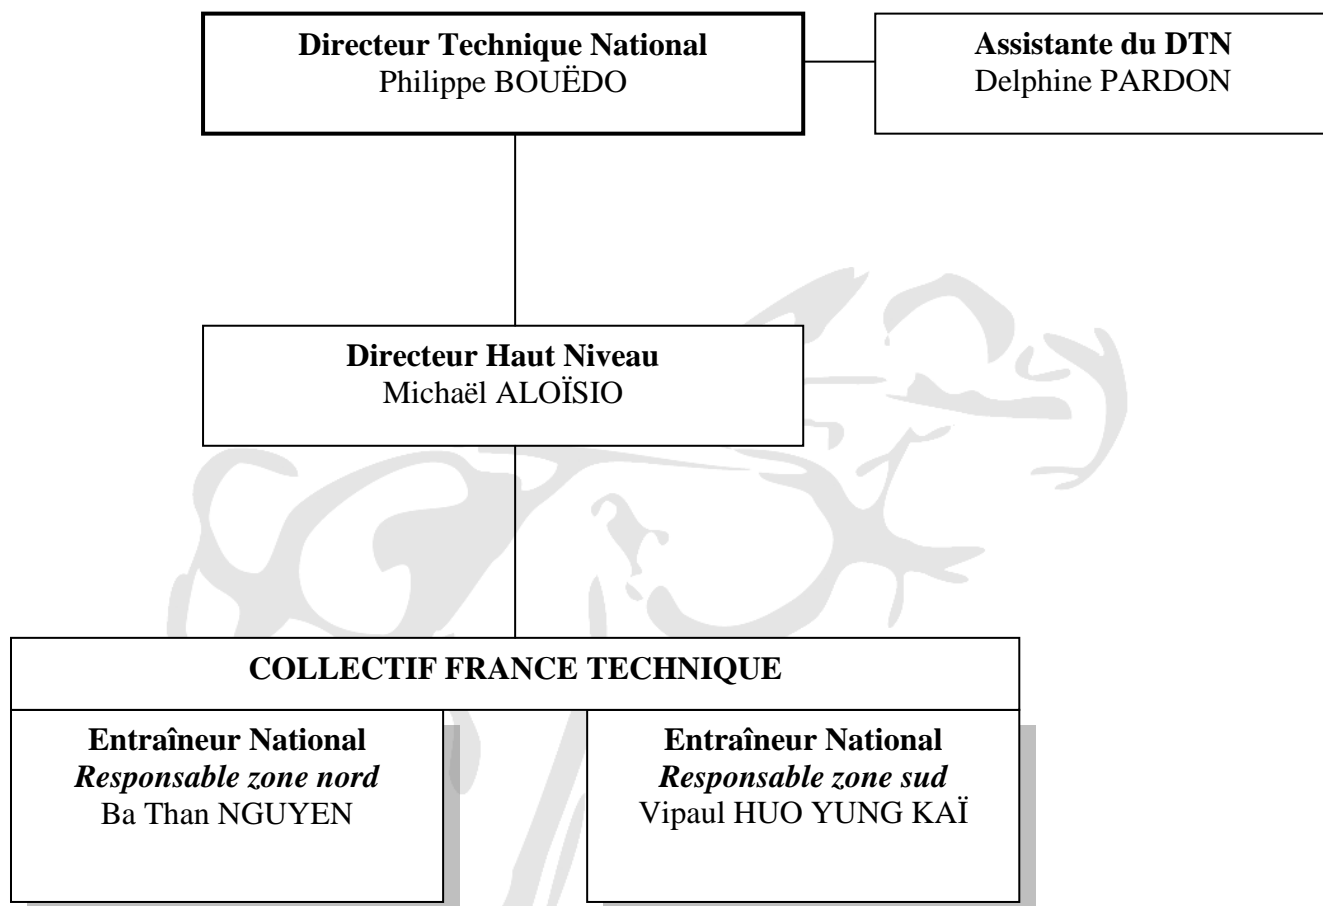 Directeur Technique National
Philippe BOUËDO
Assistante du DTN
Delphine PARDON
Directeur Haut Niveau
Michaël ALOÏSIO
COLLECTIF FRANCE TECHNIQUE
Entraîneur National
Responsable zone nord
Ba Than NGUYEN
Entraîneur National
Responsable zone sud
Vipaul HUO YUNG KAÏ